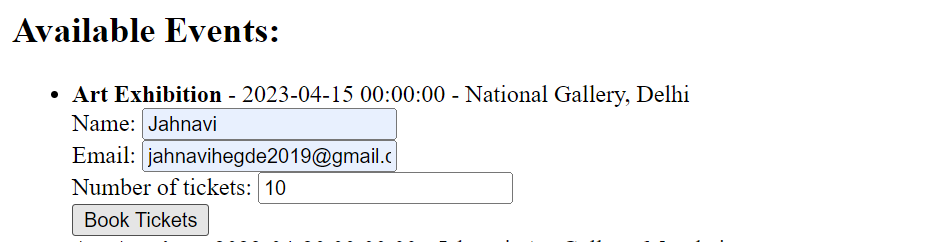 Available Events:
Art Exhibition - 2023-04-15 00:00:00 - National Gallery, Delhi
Name: Jahnavi
Email: jahnavihegde2019@gmail.c
Number of tickets: 10
Book Tickets